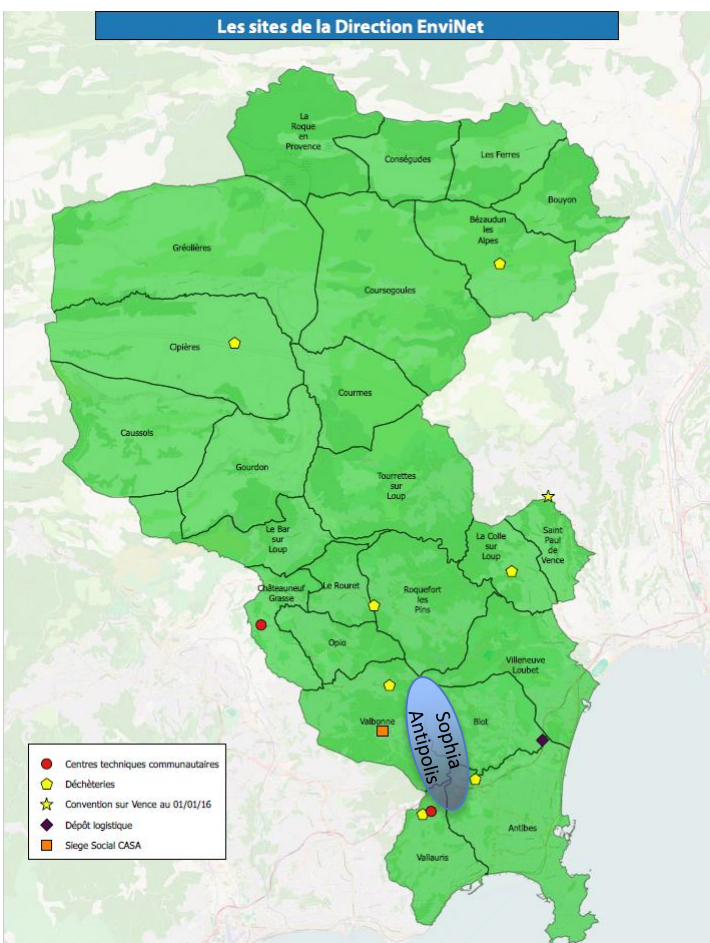 Les sites de la Direction EnviNet
La
Roque
en
Provence
Conségudes
Les Ferres
Bouyon
Bézaudun
les
Alpes
Gréolières
Coursegoules
Cipières
Courmes
Caussols
Gourdon
Tourrettes
sur
Loup
Le Bar
sur
Loup
La Colle
sur
Loup
Saint
Paul
de
Vence
Châteauneuf
Grasse
Le Rouret
Roquefort
les
Pins
Opio
Villeneuve
Loubet
Valbonne
Sophia
Antipolis
Biot
Antibes
Vallauris
Centres techniques communautaires
Déchèteries
Convention sur Vence au 01/01/16
Dépôt logistique
Siege Social CASA